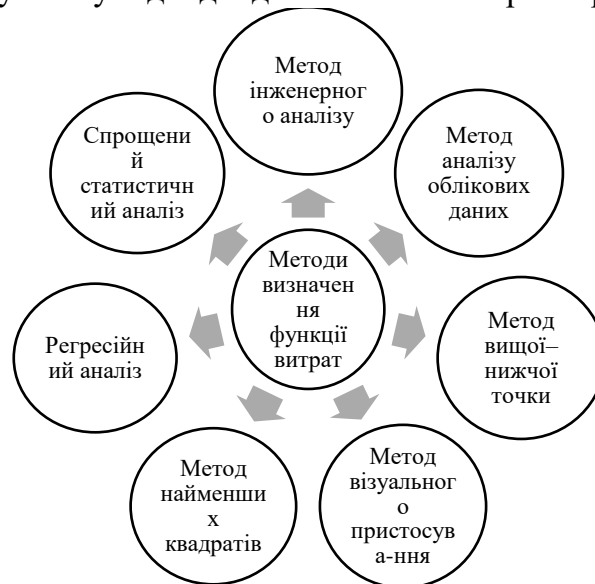 Метод
інженерног
о аналізу
Метод
аналізу
облікових
даних
Метод
вищої–
нижчої
точки
Метод
візуальног
о
пристосув
а-ння
Метод
найменши
х
квадратів
Регресійн
ий аналіз
Спрощени
й
статистичн
ий аналіз
Методи
визначен
ня
функції
витрат